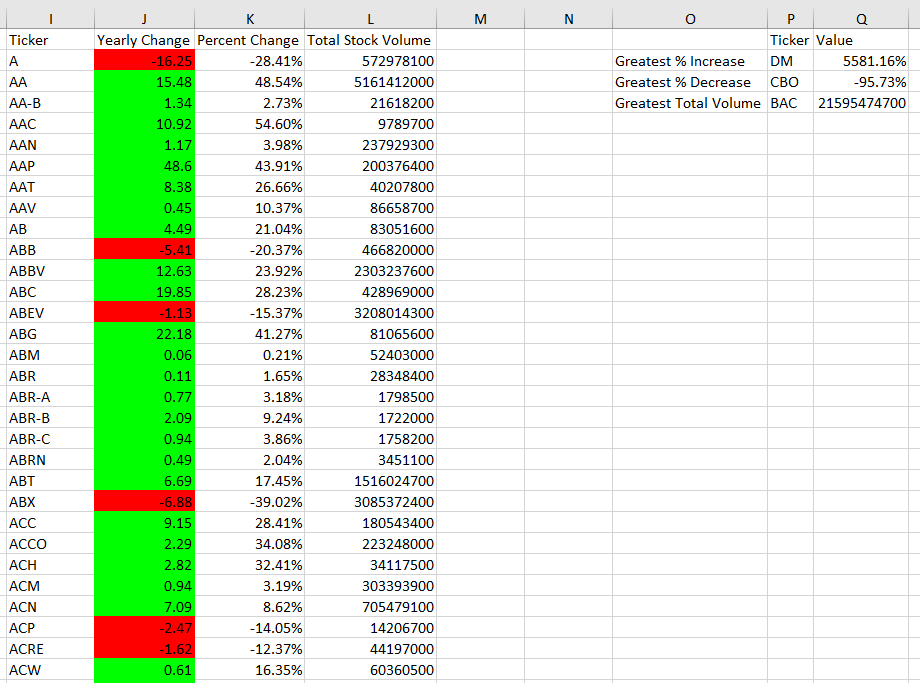 I J K L M N O P Q
Ticker Yearly Change Percent Change Total Stock Volume Ticker Value
A -16.25 -28.41% 572978100 Greatest % Increase DM 5581.16%
AA 15.48 48.54% 5161412000 Greatest % Decrease CBO -95.73%
AA-B 1.34 2.73% 21618200 Greatest Total Volume BAC 21595474700
AAC 10.92 54.60% 9789700
AAN 1.17 3.98% 237929300
AAP 48.6 43.91% 200376400
AAT 8.38 26.66% 40207800
AAV 0.45 10.37% 86658700
AB 4.49 21.04% 83051600
ABB -5.41 -20.37% 466820000
ABBV 12.63 23.92% 2303237600
ABC 19.85 28.23% 428969000
ABEV -1.13 -15.37% 3208014300
ABG 22.18 41.27% 81065600
ABM 0.06 0.21% 52403000
ABR 0.11 1.65% 28348400
ABR-A 0.77 3.18% 1798500
ABR-B 2.09 9.24% 1722000
ABR-C 0.94 3.86% 1758200
ABRN 0.49 2.04% 3451100
ABT 6.69 17.45% 1516024700
ABX -6.88 -39.02% 3085372400
ACC 9.15 28.41% 180543400
ACCO 2.29 34.08% 223248000
ACH 2.82 32.41% 34117500
ACM 0.94 3.19% 303393900
ACN 7.09 8.62% 705479100
ACP -2.47 -14.05% 14206700
ACRE -1.62 -12.37% 44197000
ACW 0.61 16.35% 60360500